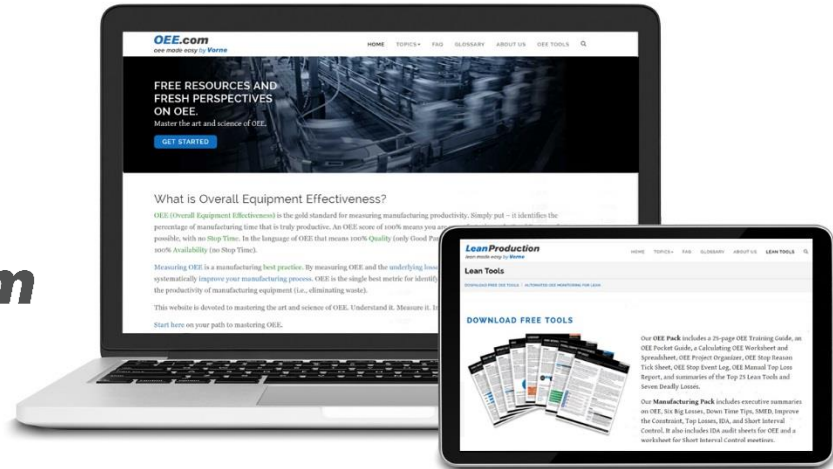 m
OEE.com
oee made easy by Vorne
HOME TOPICS FAQ GLOSSARY ABOUT US OEE TOOLS
FREE RESOURCES AND
FRESH PERSPECTIVES
ON OEE.
Master the art and science of OEE.
GET STARTED
What is Overall Equipment Effectiveness?
OEE (Overall Equipment Effectiveness) is the gold standard for measuring manufacturing productivity. Simply put – it identifies the
percentage of manufacturing time that is truly productive. An OEE score of 100% means you are
possible, with no Stop Time. In the language of OEE that means 100% Quality (only Good Par
100% Availability (no Stop Time).
Measuring OEE is a manufacturing best practice. By measuring OEE and the underlying losse
systematically improve your manufacturing process. OEE is the single best metric for identify
the productivity of manufacturing equipment (i.e., eliminating waste).
This website is devoted to mastering the art and science of OEE. Understand it. Measure it.
Start here on your path to mastering OEE.
LeanProduction
lean made easy by Vorne
HOME TOPICS FAQ GLOSSARY ABOUT US LEAN TOOLS
Lean Tools
DOWNLOAD FREE OEE TOOLS | AUTOMATED OEE MONITORING FOR LEAN
DOWNLOAD FREE TOOLS
Our OEE Pack includes a 25-page OEE Training Guide, an
OEE Pocket Guide, a Calculating OEE Worksheet and
Spreadsheet, OEE Project Organizer, OEE Stop Reason
Tick Sheet, OEE Stop Event Log, OEE Manual Top Loss
Report, and summaries of the Top 25 Lean Tools and
Seven Deadly Losses.
Our Manufacturing Pack includes executive summaries
on OEE, Six Big Losses, Down Time Tips, SMED, Improve
the Constraint, Top Losses, IDA, and Short Interval
Control. It also includes IDA audit sheets for OEE and a
worksheet for Short Interval Control meetings.